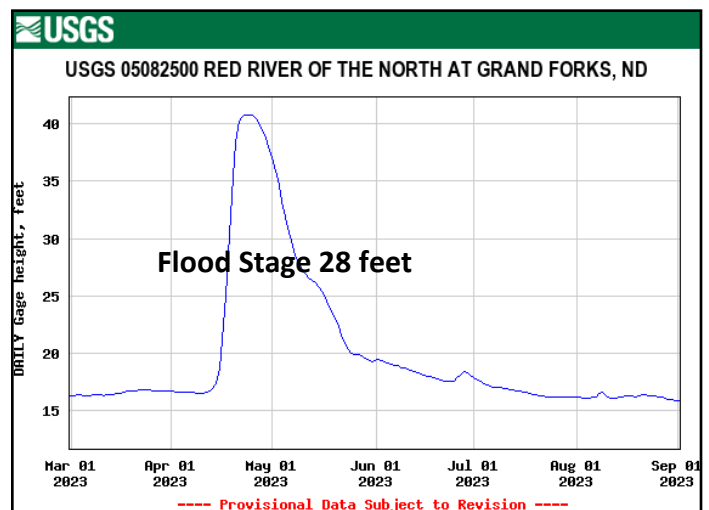 USGS
USGS 05082500 RED RIVER OF THE NORTH AT GRAND FORKS, ND
DAILY Gage height, feet
40
35
30
Flood Stage 28 feet
25
20
15
Mar 01 Apr 01 May 01 Jun 01 Jul 01 Aug 01 Sep 01
2023 2023 2023 2023 2023 2023 2023
---- Provisional Data Subject to Revision ----